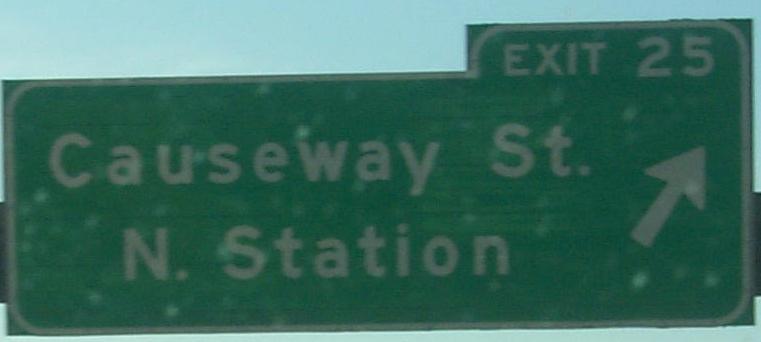 EXIT 25
Causeway St.
N. Station